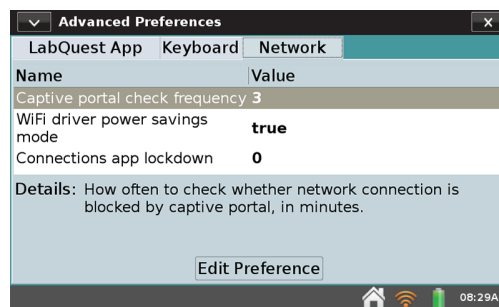 Advanced Preferences
LabQuest App Keyboard Network
Name Value
Captive portal check frequency 3
WiFi driver power savings
mode true
Connections app lockdown 0
Details: How often to check whether network connection is
blocked by captive portal, in minutes.
Edit Preference
08:29A